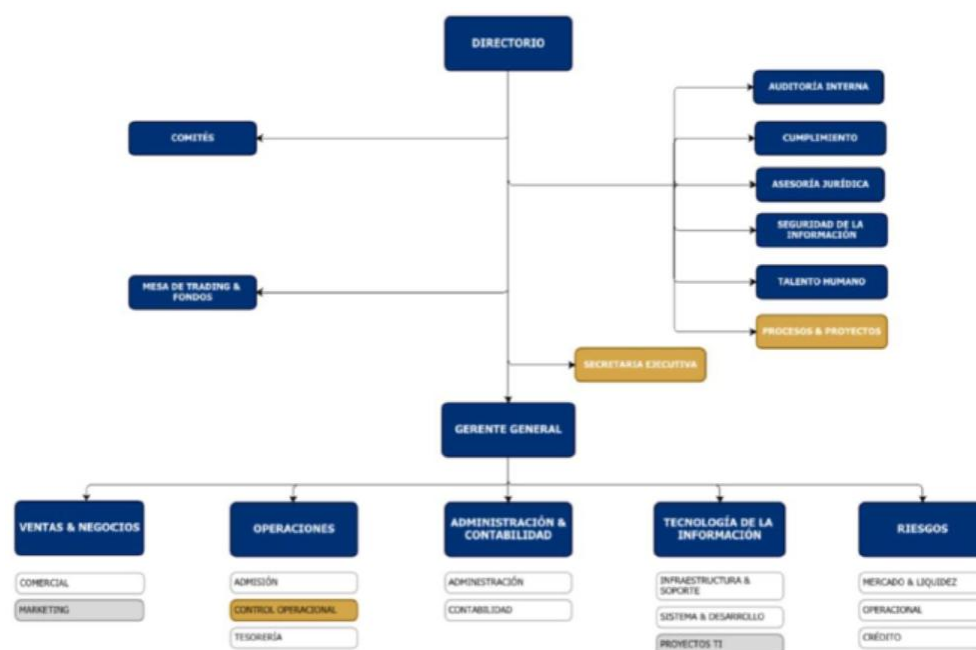 DIRECTORIO
AUDITORÍA INTERNA
COMITÉS
CUMPLIMIENTO
ASESORÍA JURÍDICA
SEGURIDAD DE LA
INFORMACIÓN
MESA DE TRADING &
FONDOS
TALENTO HUMANO
PROCESOS & PROYECTOS
SECRETARIA EJECUTIVA
GERENTE GENERAL
VENTAS & NEGOCIOS
OPERACIONES
ADMINISTRACIÓN &
CONTABILIDAD
TECNOLOGÍA DE LA
INFORMACIÓN
RIESGOS
COMERCIAL
MARKETING
ADMISIÓN
CONTROL OPERACIONAL
TESORERÍA
ADMINISTRACIÓN
CONTABILIDAD
INFRAESTRUCTURA &
SOPORTE
SISTEMA & DESARROLLO
PROYECTOS TI
MERCADO & LIQUIDEZ
OPERACIONAL
CRÉDITO